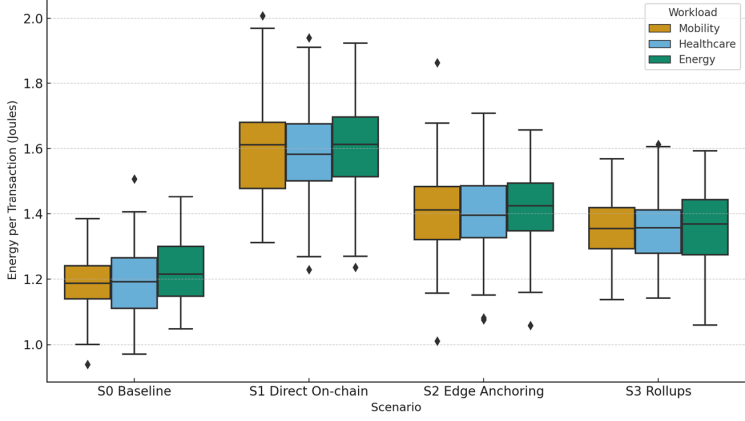 Workload
Mobility
Healthcare
Energy
Energy per Transaction (Joules)
2.0
1.8
1.6
1.4
1.2
1.0
S0 Baseline
S1 Direct On-chain
S2 Edge Anchoring
S3 Rollups
Scenario